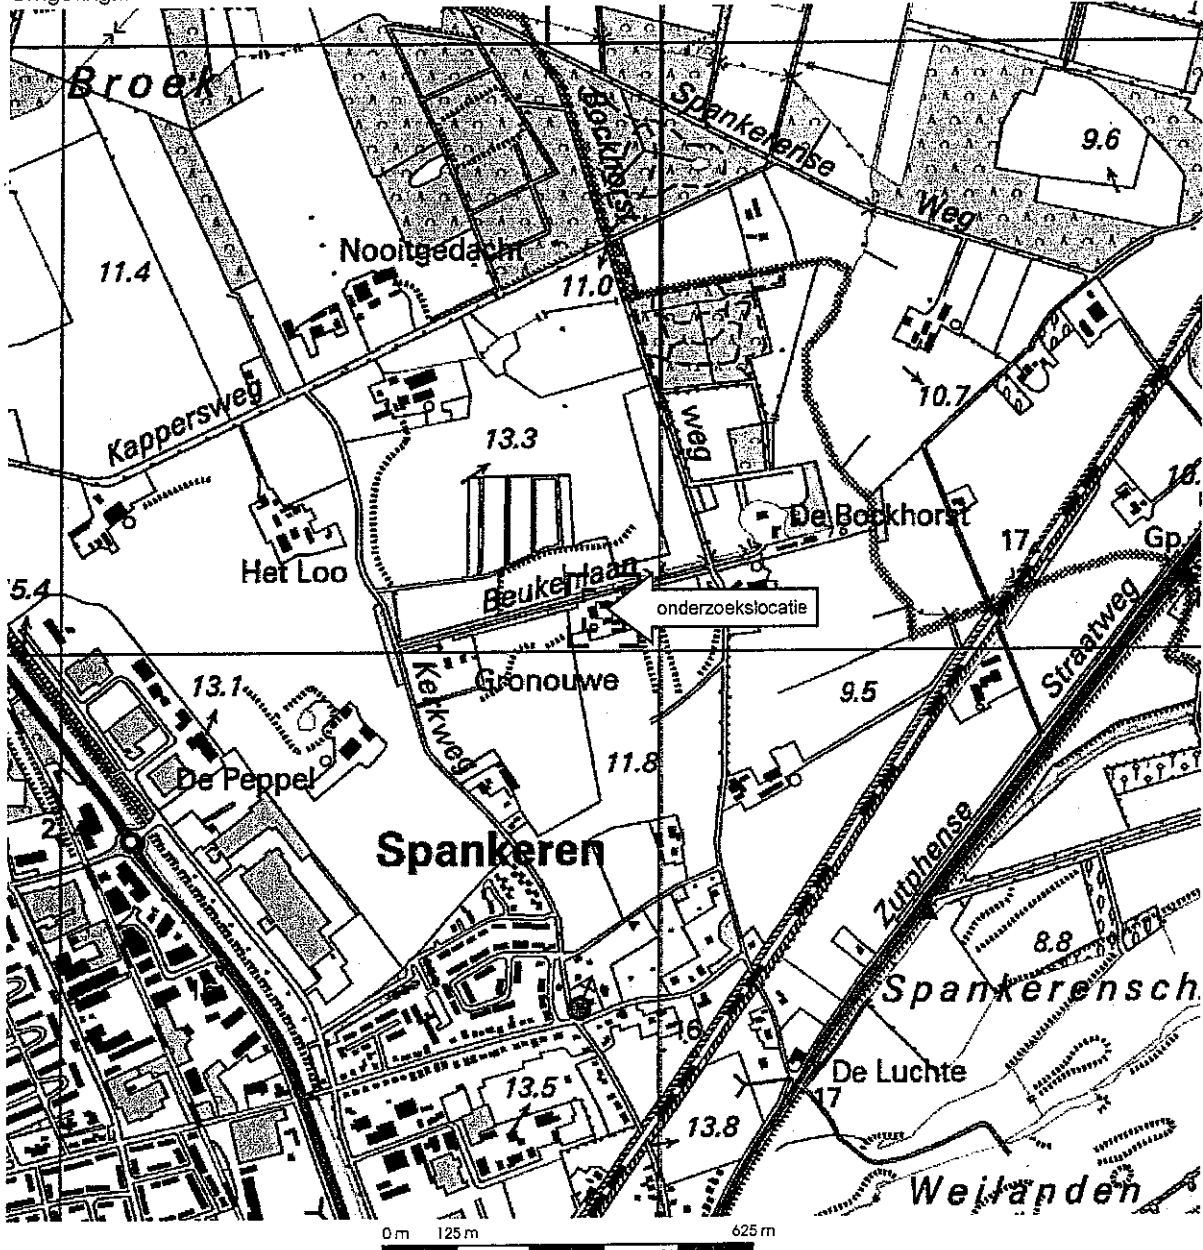 Broek
Bockhorst
Spankerense
Weg
9.6
Nooitgedacht
11.4
11.0
10.7
Kappersweg
13.3
weg
De Bockhorst
17
Gp.
Het Loo
Beukenlaan
onderzoekslocatie
5.4
Straatweg
13.1
Kerkweg
Gronouwe
9.5
De Peppel
11.8
2
Spankeren
Zutphense
8.8
Spankerensch
16
De Luchte
17
13.5
13.8
Weilanden
0 m 125 m 625 m